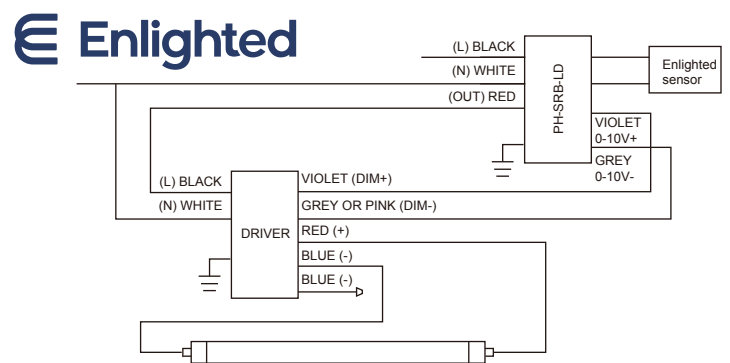 Enlighted
(L) BLACK
(N) WHITE
(OUT) RED
PH-SRB-LD
Enlighted
sensor
VIOLET
0-10V+
GREY
0-10V-
(L) BLACK
(N) WHITE
DRIVER
VIOLET (DIM+)
GREY OR PINK (DIM-)
RED (+)
BLUE (-)
BLUE (-)